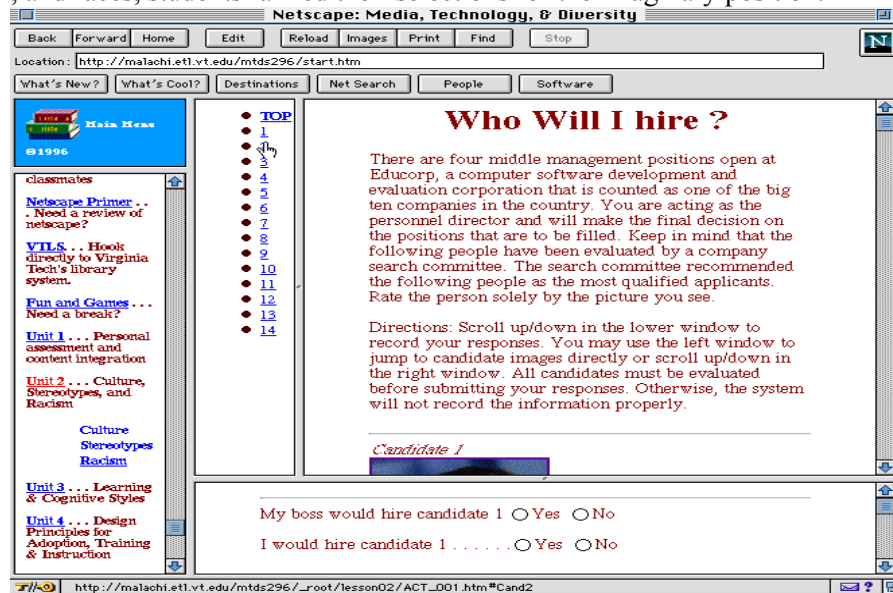 , and faces, students
Netscape: Media, Technology, & Diversity
Back Forward Home Edit Reload Images Print Find Stop
N
Location: http://malachi.etl.vt.edu/mtds296/start.htm
What's New? What's Cool? Destinations Net Search People Software
Main Menu
©1996
classmates
Netscape Primer . .
. Need a review of
netscape?
VTLS. . . Hook
directly to Virginia
Tech's library
system.
Fun and Games . . .
Need a break?
Unit 1 . . . Personal
assessment and
content integration
Unit 2 . . . Culture,
Stereotypes, and
Racism
Culture
Stereotypes
Racism
Unit 3 . . . Learning
& Cognitive Styles
Unit 4 . . . Design
Principles for
Adoption, Training
& Instruction
TOP
1
3
4
5
6
7
8
9
10
11
12
13
14
Who Will I hire ?
There are four middle management positions open at
Educorp, a computer software development and
evaluation corporation that is counted as one of the big
ten companies in the country. You are acting as the
personnel director and will make the final decision on
the positions that are to be filled. Keep in mind that the
following people have been evaluated by a company
search committee. The search committee recommended
the following people as the most qualified applicants.
Rate the person solely by the picture you see.
Directions: Scroll up/down in the lower window to
record your responses. You may use the left window to
jump to candidate images directly or scroll up/down in
the right window. All candidates must be evaluated
before submitting your responses. Otherwise, the system
will not record the information properly.
Candidate 1
My boss would hire candidate 1 Yes No
I would hire candidate 1 . . . . . . Yes No
http://malachi.etl.vt.edu/mtds296/_root/lesson02/ACT_001.htm#Cand2
?